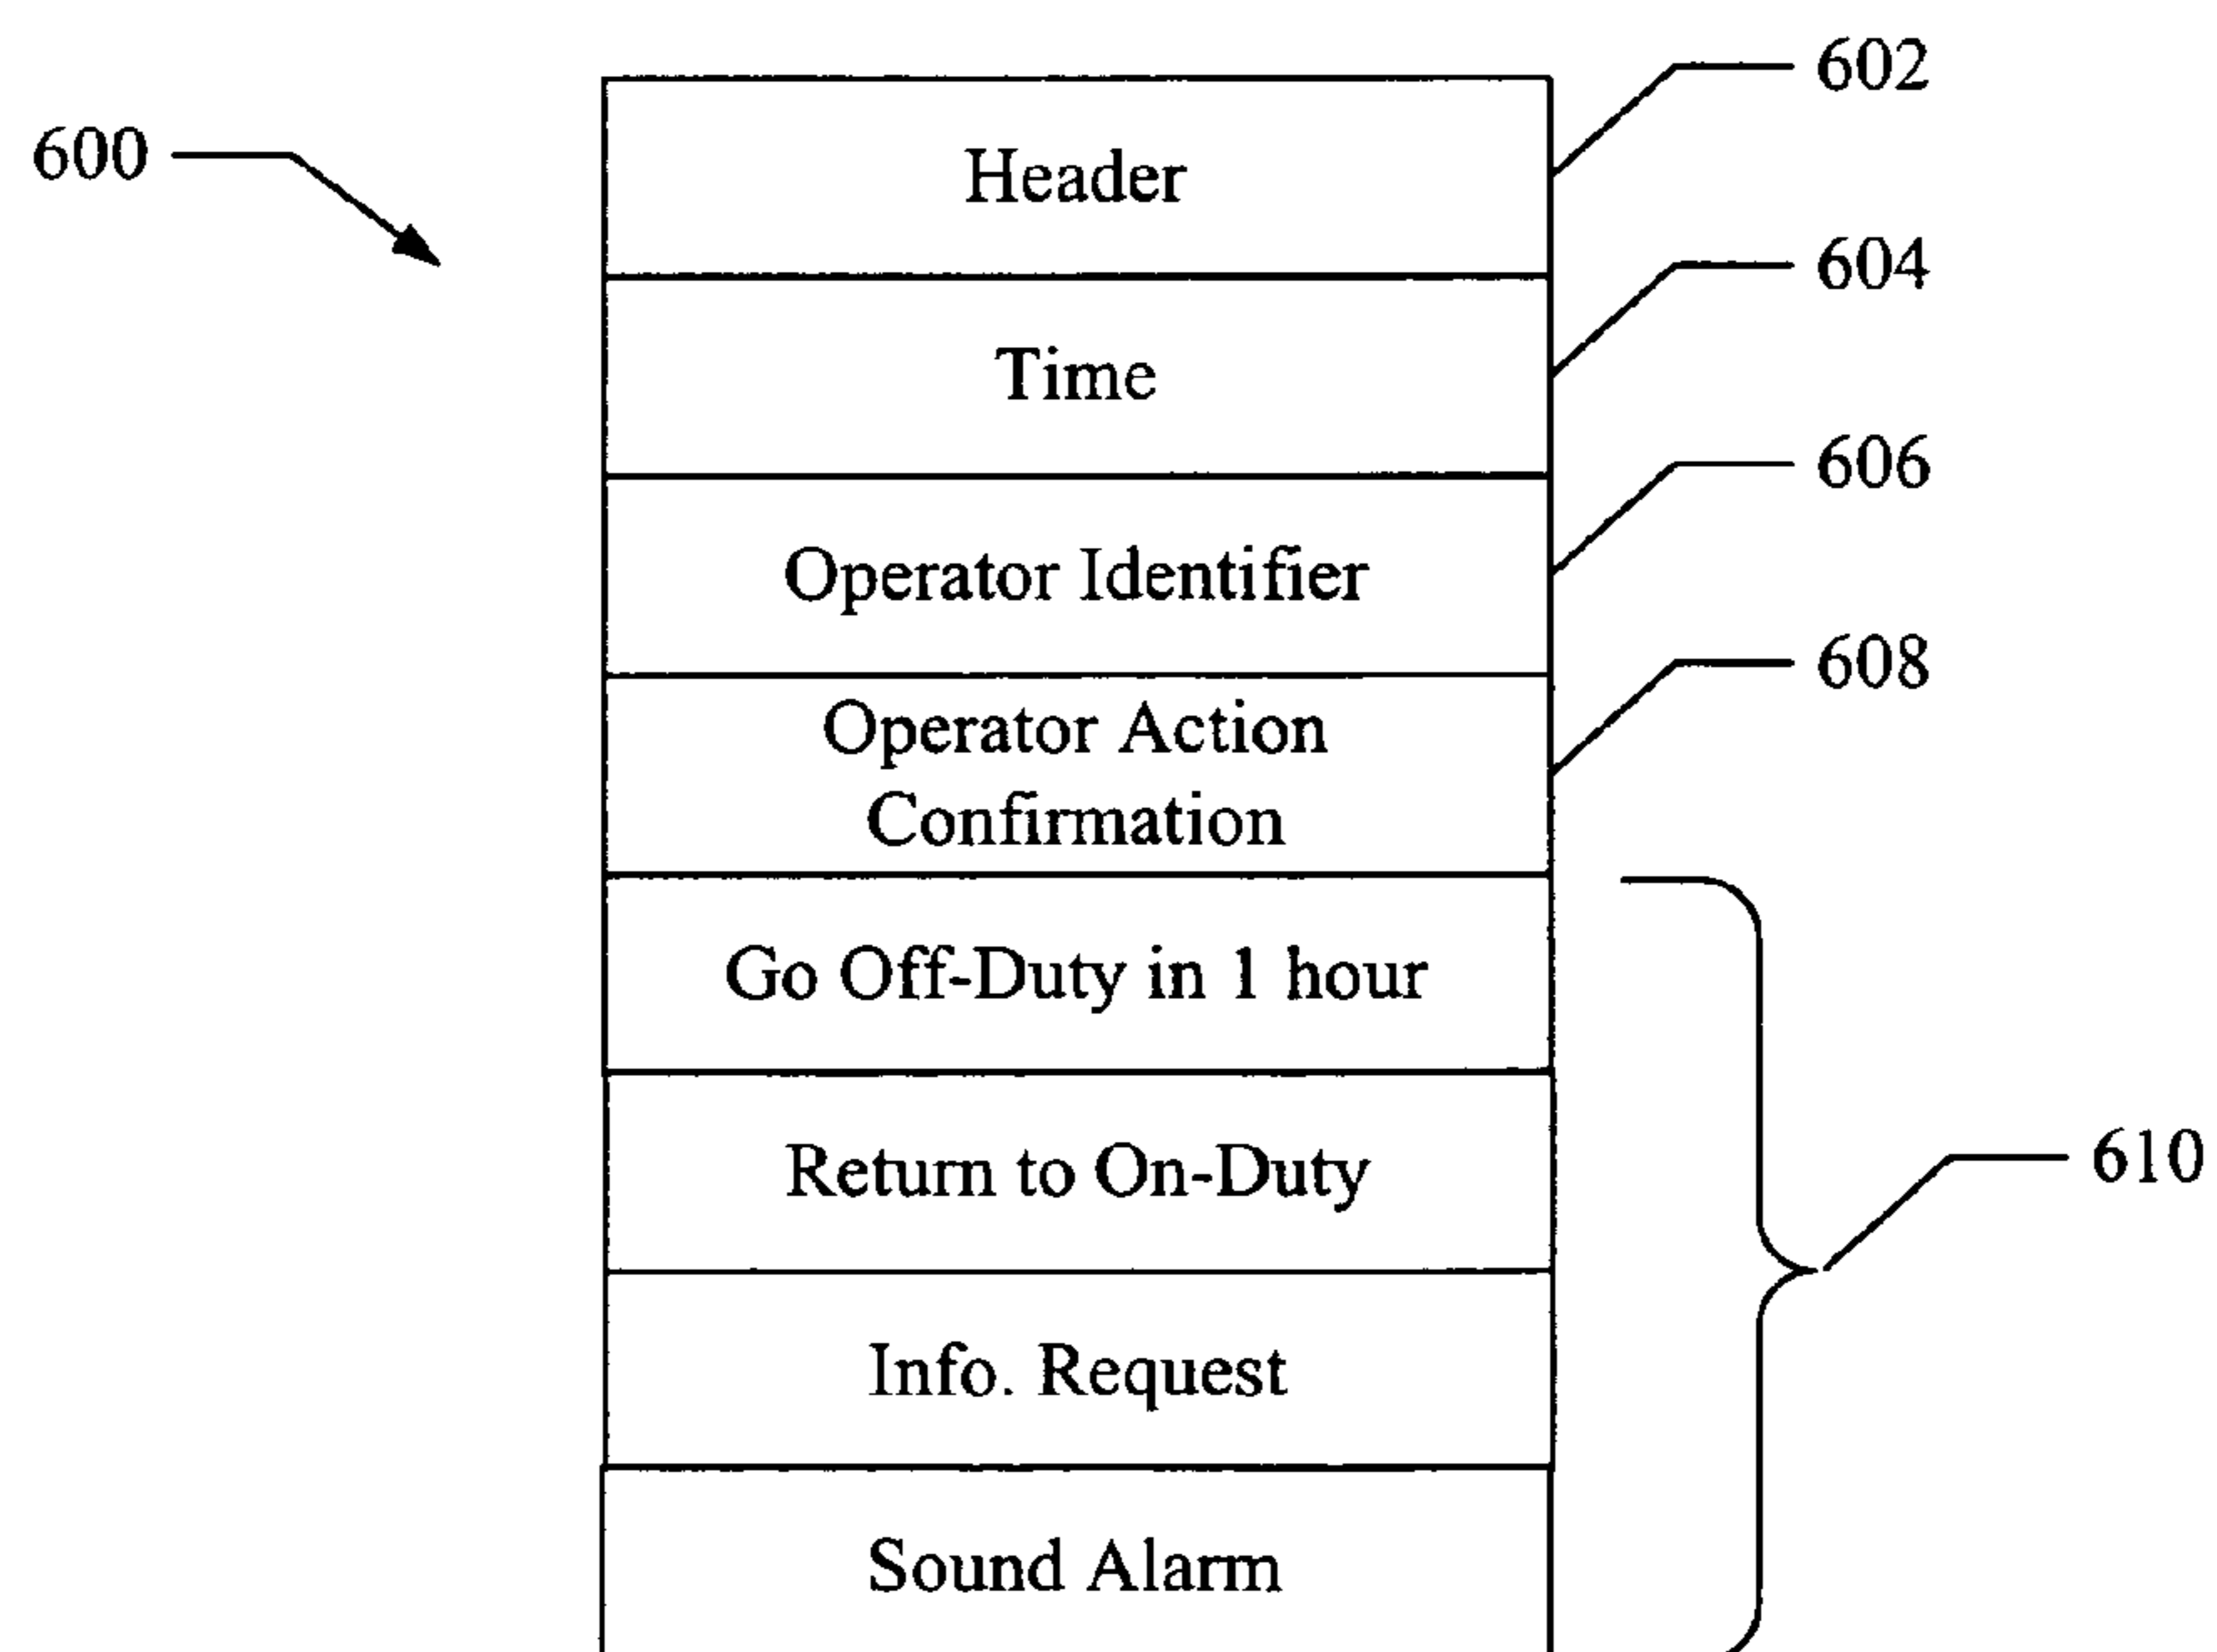 602
600
Header
604
Time
606
Operator Identifier
608
Operator Action
Confirmation
Go Off-Duty in 1 hour
Return to On-Duty
610
Info. Request
Sound Alarm